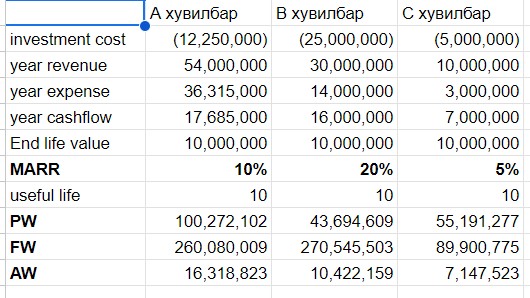 А хувилбар B хувилбар C хувилбар
investment cost (12,250,000) (25,000,000) (5,000,000)
year revenue 54,000,000 30,000,000 10,000,000
year expense 36,315,000 14,000,000 3,000,000
year cashflow 17,685,000 16,000,000 7,000,000
End life value 10,000,000 10,000,000 10,000,000
MARR 10% 20% 5%
useful life 10 10 10
PW 100,272,102 43,694,609 55,191,277
FW 260,080,009 270,545,503 89,900,775
AW 16,318,823 10,422,159 7,147,523